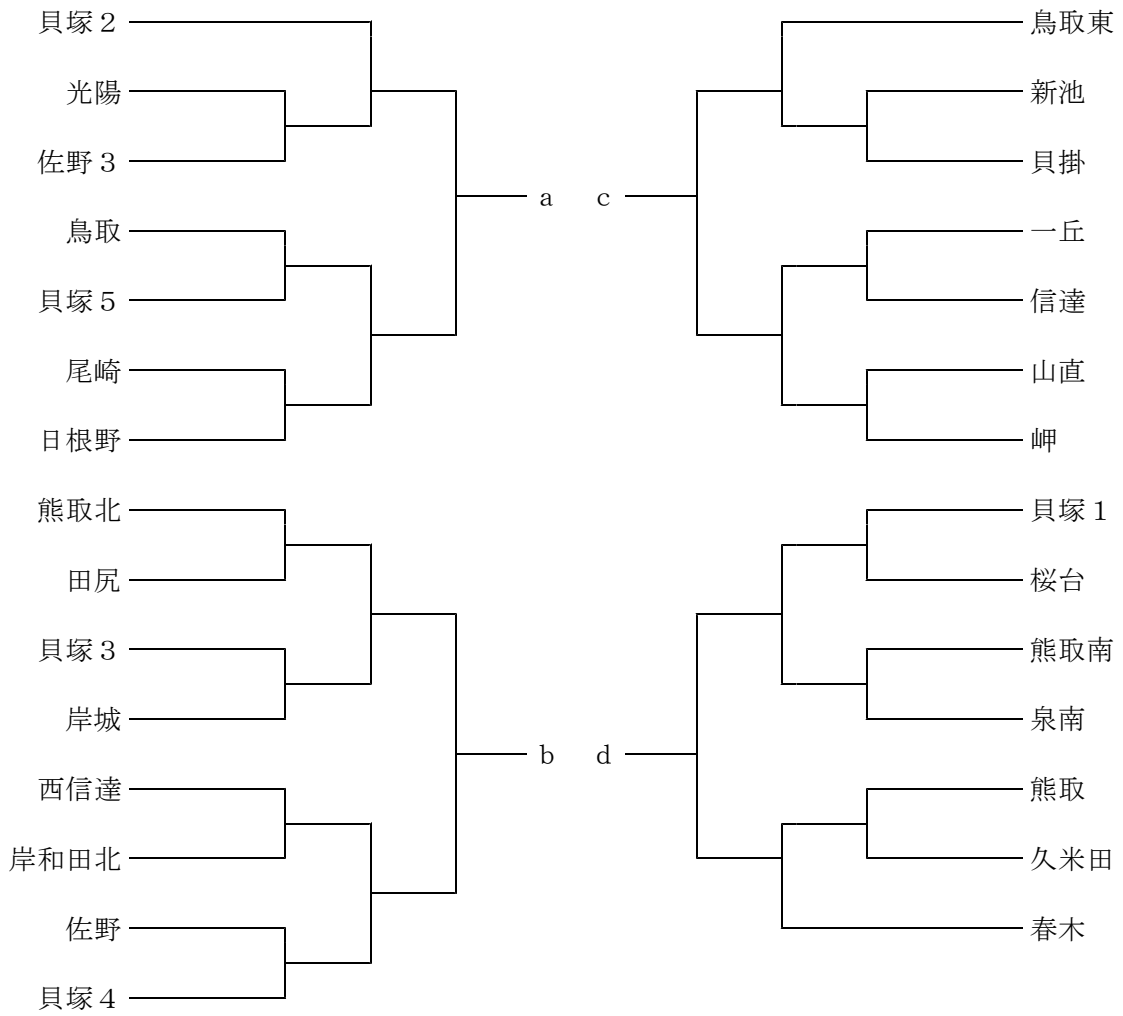 貝塚２
光陽
佐野３
鳥取
貝塚５
尾崎
日根野
熊取北
田尻
貝塚３
岸城
西信達
岸和田北
佐野
貝塚４
a
b
c
d
鳥取東
新池
貝掛
一丘
信達
山直
岬
貝塚１
桜台
熊取南
泉南
熊取
久米田
春木